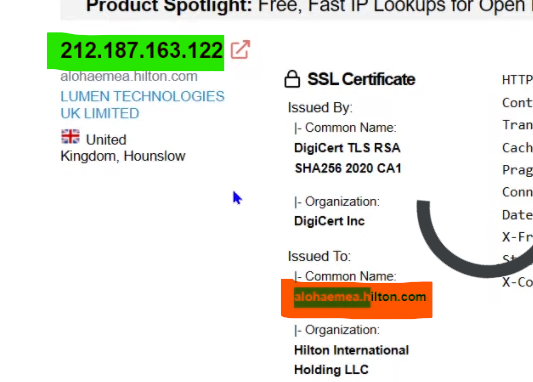 Product Spotlight: Free, Fast IP Lookups for Open
212.187.163.122
alohaemea.hilton.com
LUMEN TECHNOLOGIES
UK LIMITED
United
Kingdom, Hounslow
SSL Certificate
Issued By:
|- Common Name:
DigiCert TLS RSA
SHA256 2020 CA1
|- Organization:
DigiCert Inc
Issued To:
|- Common Name:
alohaemea.hilton.com
|- Organization:
Hilton International
Holding LLC
HTTP
Cont
Tran
Cach
Prag
Conn
Date
X-Fr
X-Co